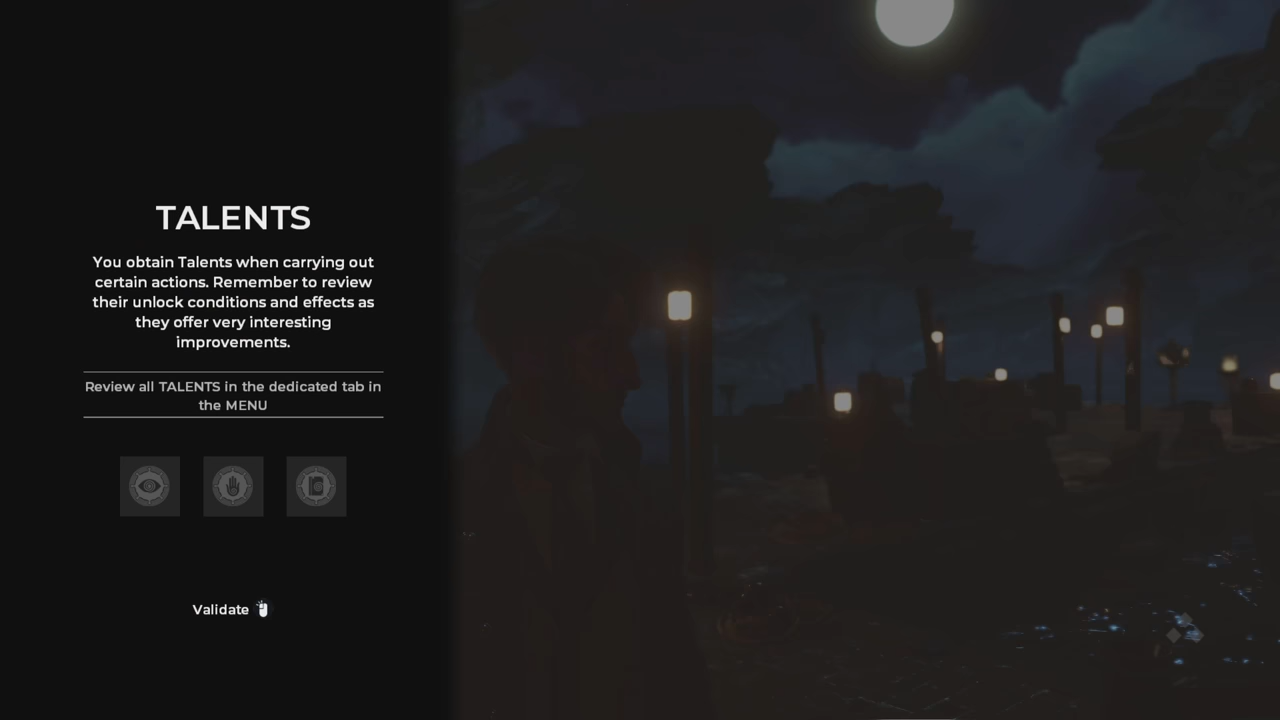 TALENTS
You obtain Talents when carrying out
certain actions. Remember to review
their unlock conditions and effects as
they offer very interesting
improvements.
Review all TALENTS in the dedicated tab in
the MENU
Validate